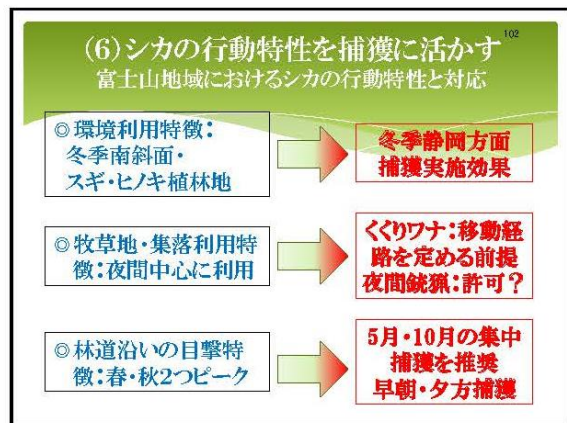 102
(6)シカの行動特性を捕獲に活かす
富士山地域におけるシカの行動特性と対応
◎環境利用特徴:
冬季南斜面・
スギ・ヒノキ植林地
冬季静岡方面
捕獲実施効果
◎牧草地・集落利用特
徴:夜間中心に利用
くくりワナ:移動経
路を定める前提
夜間銃猟:許可?
◎林道沿いの目撃特
徴:春・秋2つピーク
5月・10月の集中
捕獲を推奨
早朝・夕方捕獲